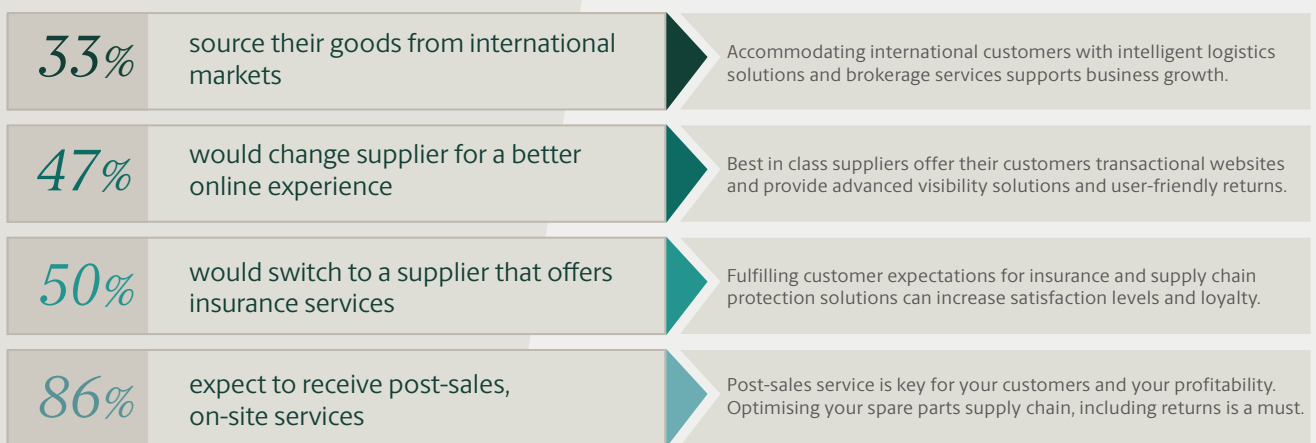 33%
source their goods from international
markets
Accommodating international customers with intelligent logistics
solutions and brokerage services supports business growth.
47%
would change supplier for a better
online experience
Best in class suppliers offer their customers transactional websites
and provide advanced visibility solutions and user-friendly returns.
50%
would switch to a supplier that offers
insurance services
Fulfilling customer expectations for insurance and supply chain
protection solutions can increase satisfaction levels and loyalty.
86%
expect to receive post-sales,
on-site services
Post-sales service is key for your customers and your profitability.
Optimising your spare parts supply chain, including returns is a must.